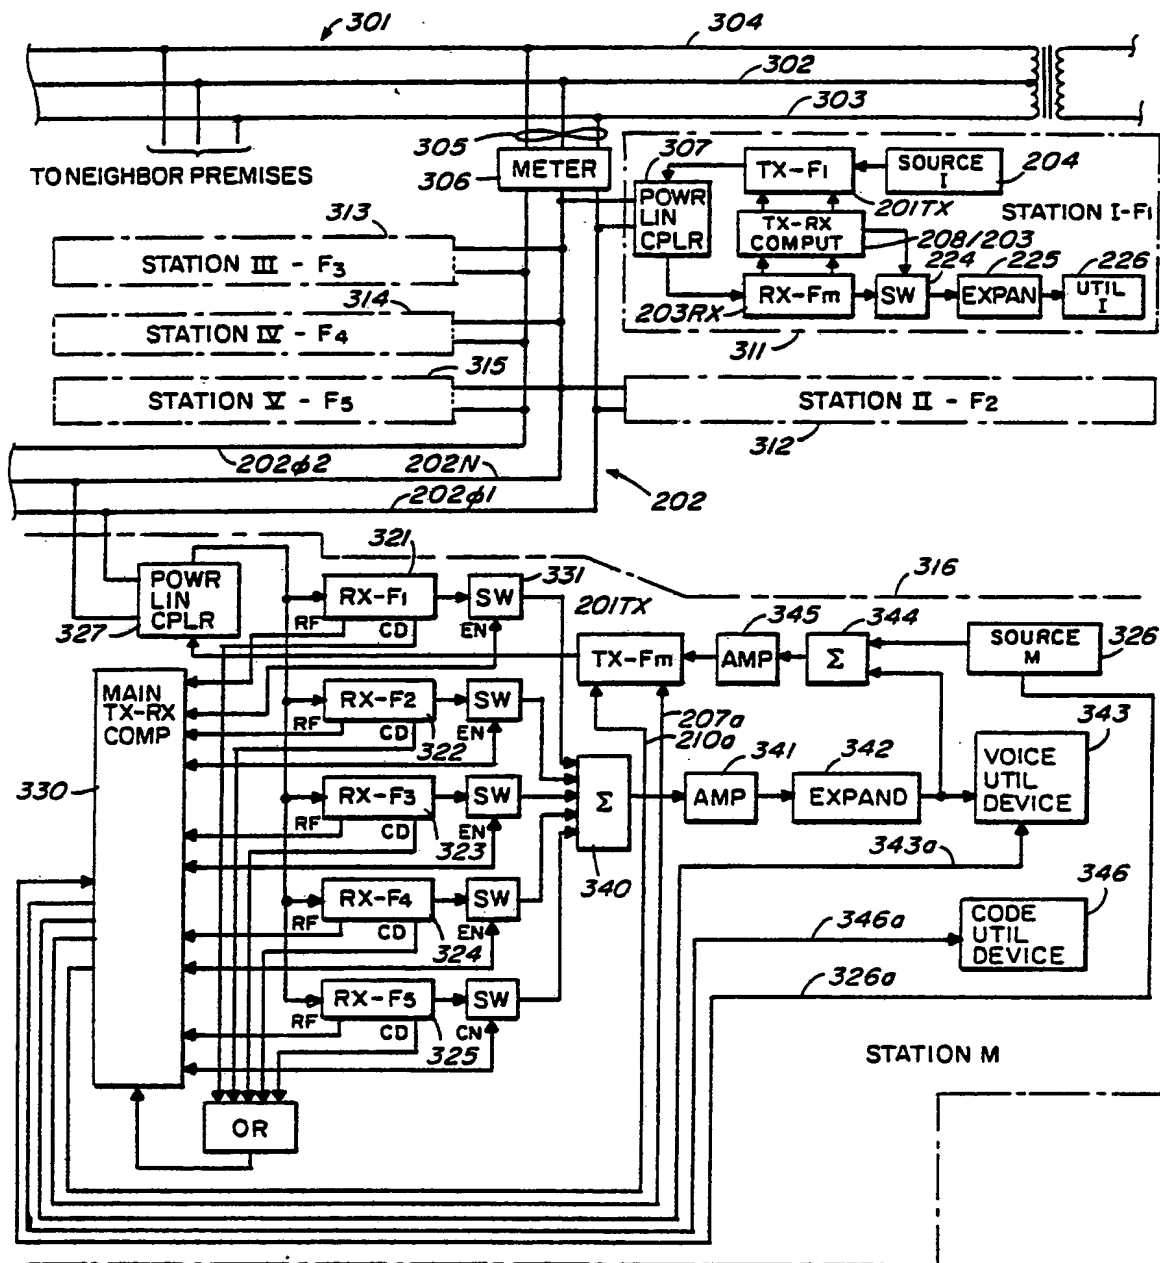 301
304
302
303
TO NEIGHBOR PREMISES
305
306
METER
307
POWR
LIN
CPLR
TX-F1
SOURCE
I
204
201TX
STATION I-F1
TX-RX
COMPUT
208/203
224
225
226
RX-Fm
SW
EXPAN
UTIL
I
203RX
311
313
STATION III - F3
314
STATION IV - F4
315
STATION V - F5
STATION II - F2
312
202ϕ2
202N
202ϕ1
202
321
331
316
POWR
LIN
CPLR
327
RX-F1
SW
RF
CD
EN
201TX
345
344
TX-Fm
AMP
Σ
SOURCE
M
326
MAIN
TX-RX
COMP
330
RX-F2
SW
RF
CD
322
EN
207a
210a
341
342
343
AMP
EXPAND
VOICE
UTIL
DEVICE
RX-F3
SW
RF
CD
323
EN
Σ
340
343a
346
RX-F4
SW
RF
CD
324
EN
346a
CODE
UTIL
DEVICE
326a
RX-F5
SW
RF
CD
325
CN
STATION M
OR